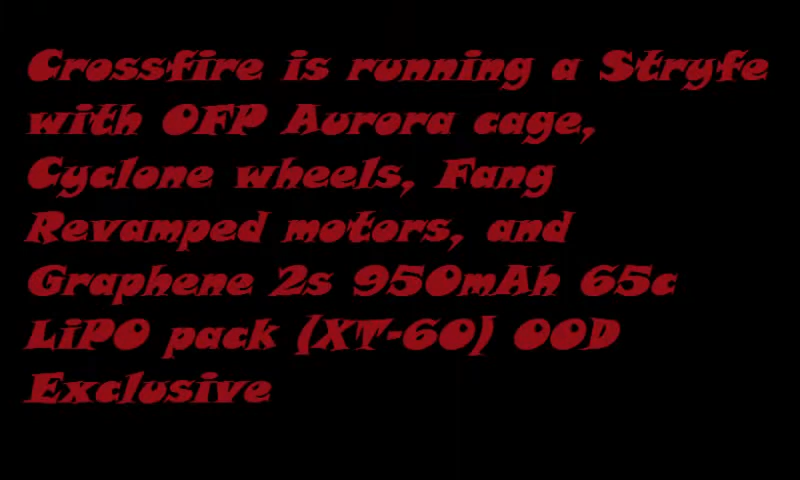 Crossfire is running a Stryfe
with OFP Aurora cage,
Cyclone wheels, Fang
Revamped motors, and
Graphene 2s 950mAh 65c
LiPO pack (XT-60) OOD
Exclusive